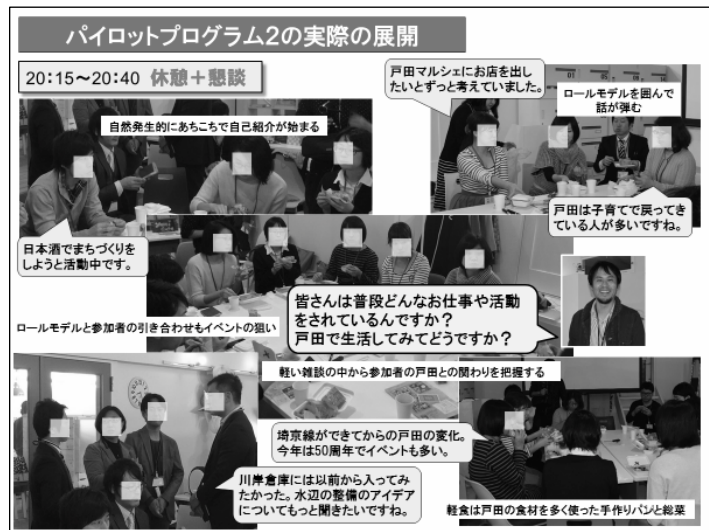 パイロットプログラム2の実際の展開
20:15~20:40 休憩+懇談
自然発生的にあちこちで自己紹介が始まる
戸田マルシェにお店を出し
たいとずっと考えていました。
ロールモデルを囲んで
話が弾む
日本酒でまちづくりを
しようと活動中です。
戸田は子育てで戻ってき
ている人が多いですね。
ロールモデルと参加者の引き合わせもイベントの狙い
皆さんは普段どんなお仕事や活動
をされているんですか?
戸田で生活してみてどうですか?
軽い雑談の中から参加者の戸田との関わりを把握する
埼京線ができてからの戸田の変化。
今年は50周年でイベントも多い。
川岸倉庫には以前から入ってみ
たかった。水辺の整備のアイデア
についてもっと聞きたいですね。
軽食は戸田の食材を多く使った手作りパンと総菜